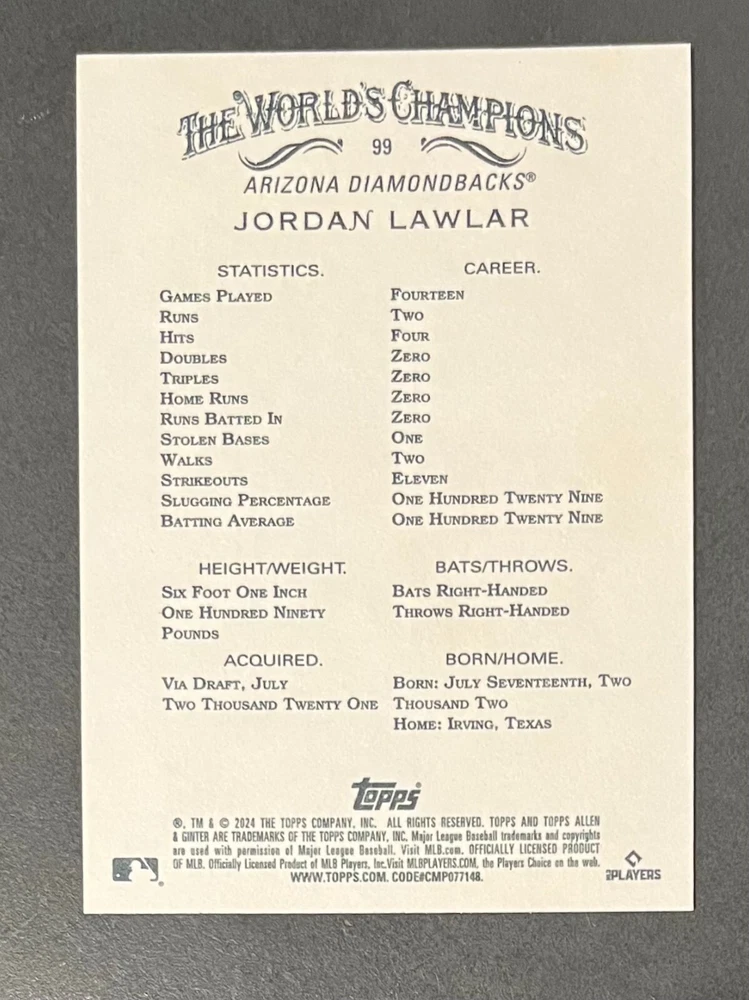 THE WORLD'S CHAMPIONS
99
ARIZONA DIAMONDBACKS®
JORDAN LAWLAR
STATISTICS. CAREER.
GAMES PLAYED FOURTEEN
RUNS TWO
HITS FOUR
DOUBLES ZERO
TRIPLES ZERO
HOME RUNS ZERO
RUNS BATTED IN ZERO
STOLEN BASES ONE
WALKS TWO
STRIKEOUTS ELEVEN
SLUGGING PERCENTAGE ONE HUNDRED TWENTY NINE
BATTING AVERAGE ONE HUNDRED TWENTY NINE
HEIGHT/WEIGHT.
SIX FOOT ONE INCH
ONE HUNDRED NINETY
POUNDS
BATS/THROWS.
BATS RIGHT-HANDED
THROWS RIGHT-HANDED
ACQUIRED.
VIA DRAFT, JULY
TWO THOUSAND TWENTY ONE
BORN/HOME.
BORN: JULY SEVENTEENTH, TWO
THOUSAND TWO
HOME: IRVING, TEXAS
Topps
®, TM & © 2024 THE TOPPS COMPANY, INC. ALL RIGHTS RESERVED. TOPPS AND TOPPS ALLEN
& GINTER ARE TRADEMARKS OF THE TOPPS COMPANY, INC. Major League Baseball trademarks and copyrights
are used with permission of Major League Baseball. Visit MLB.com. OFFICIALLY LICENSED PRODUCT
OF MLB. Officially Licensed Product of MLB Players, Inc.Visit MLBPLAYERS.COM, the Players Choice on the web.
WWW.TOPPS.COM. CODE#CMP077148.
PLAYERS